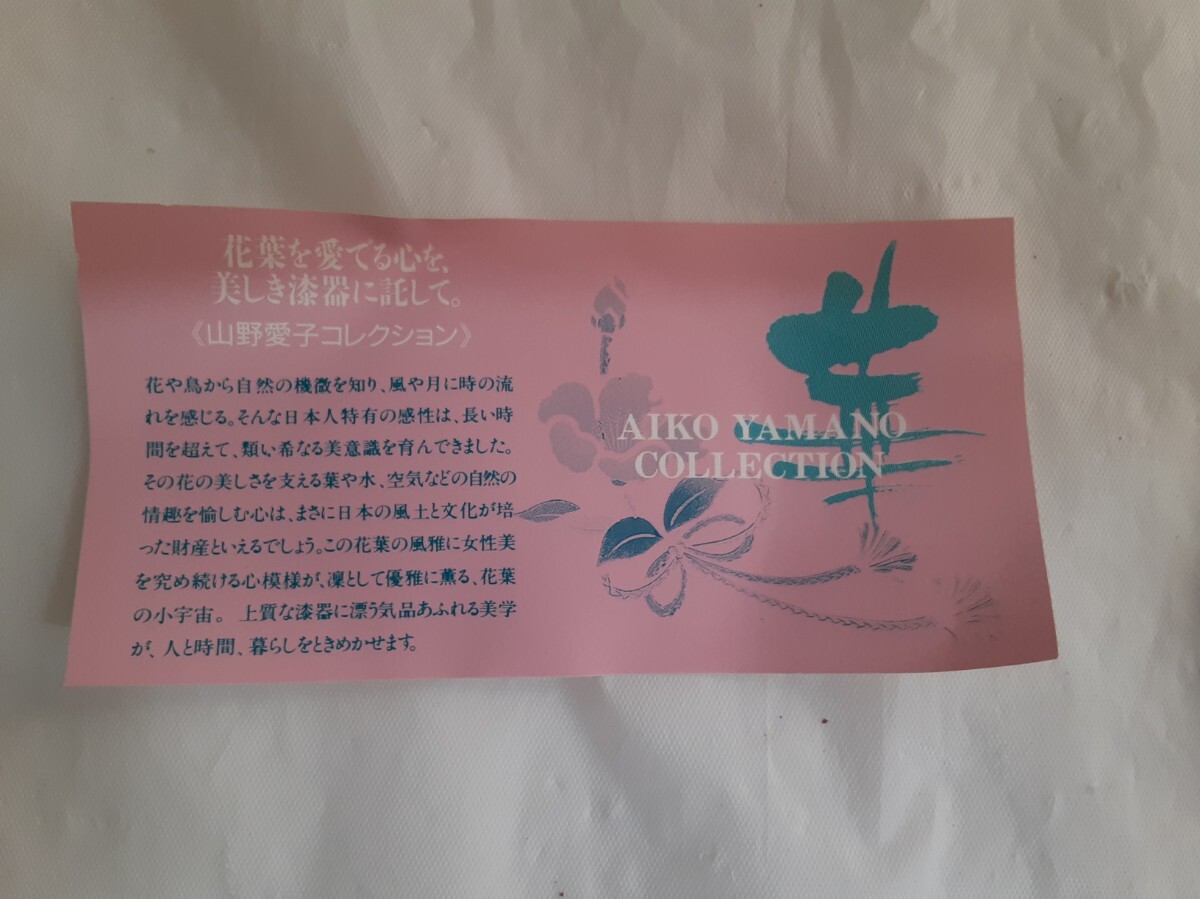 花葉を愛でる心を、
美しき漆器に託して。
《山野愛子コレクション》
花や鳥から自然の機微を知り、風や月に時の流
れを感じる。そんな日本人特有の感性は、長い時
間を超えて、類い希なる美意識を育んできました。
その花の美しさを支える葉や水、空気などの自然の
情趣を愉しむ心は、まさに日本の風土と文化が培
った財産といえるでしょう。この花葉の風雅に女性美
を究め続ける心模様が、凜として優雅に薫る、花葉
の小宇宙。上質な漆器に漂う気品あふれる美学
が、人と時間、暮らしをときめかせます。
華
AIKO YAMANO
COLLECTION